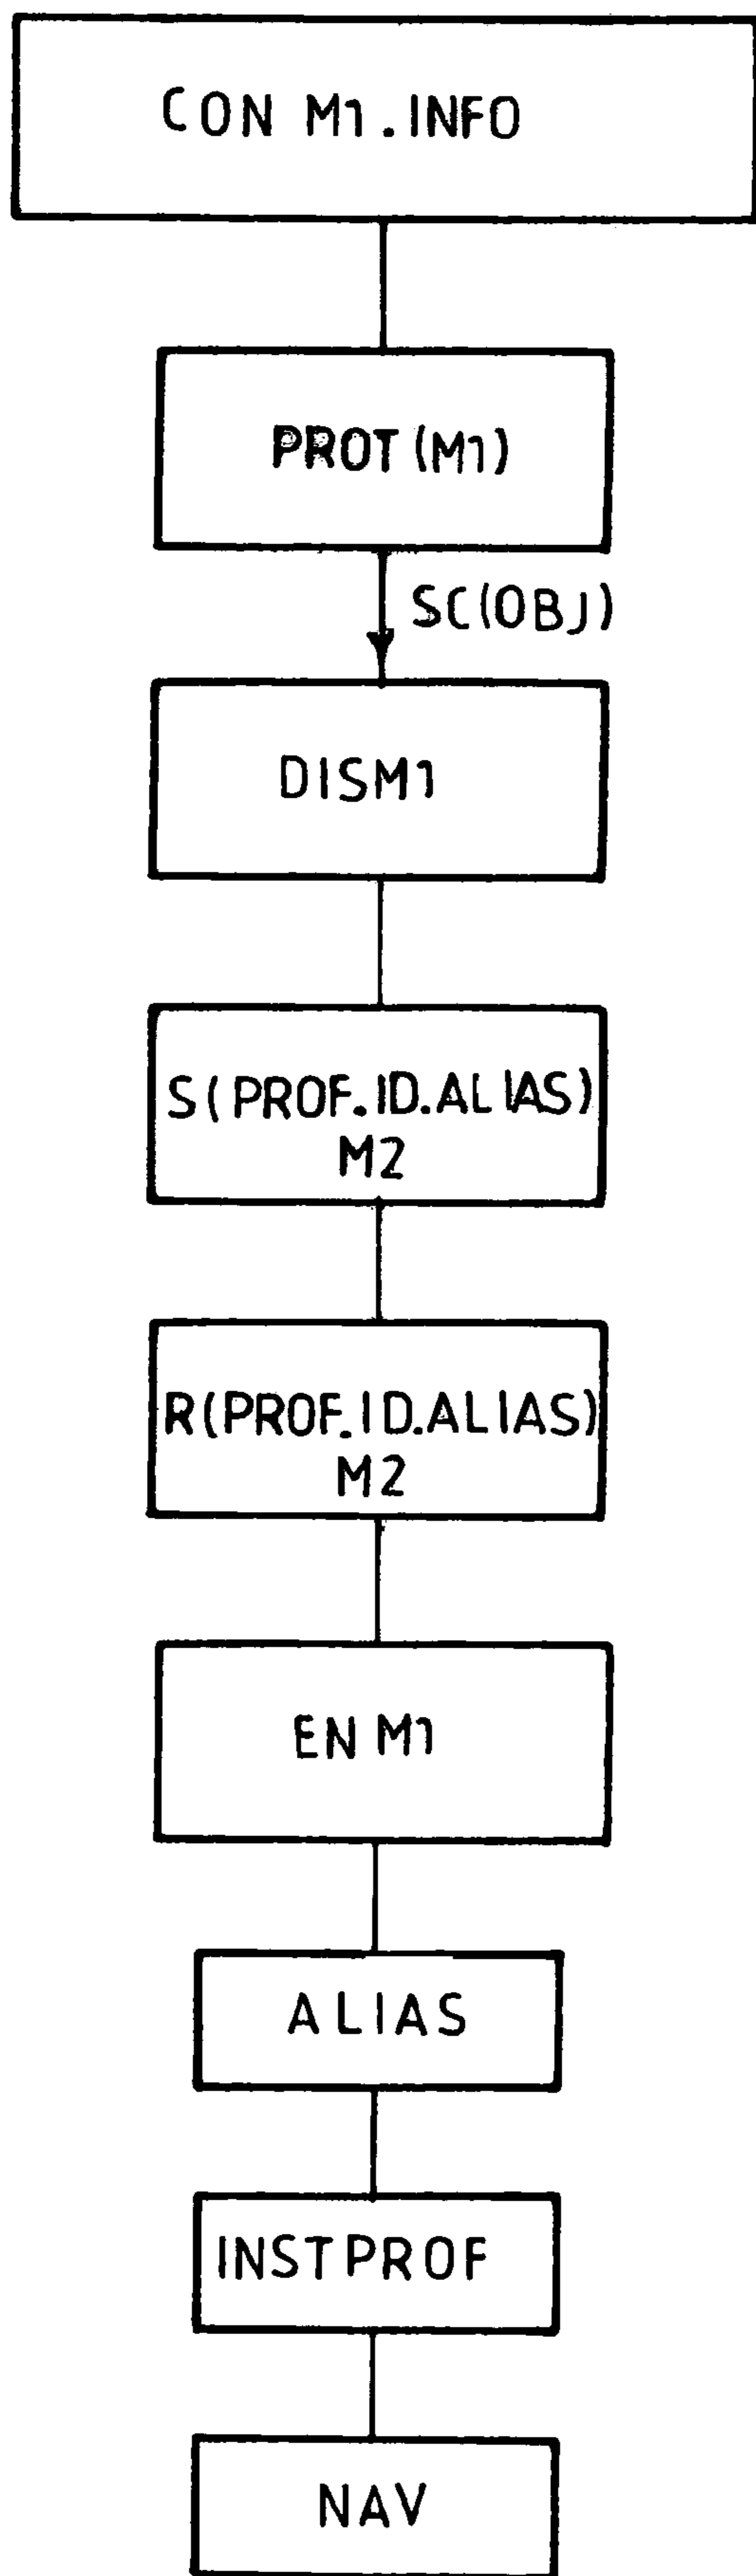 CON M1.INFO
PROT(M1)
SC(OBJ)
DISM1
S(PROF.ID.ALIAS)
M2
R(PROF.ID.ALIAS)
M2
EN M1
ALIAS
INSTPROF
NAV